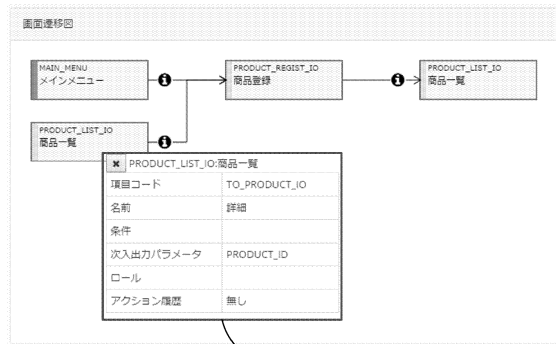 画面遷移図
MAIN_MENU
メインメニュー
PRODUCT_REGIST_IO
商品登録
PRODUCT_LIST_IO
商品一覧
PRODUCT_LIST_IO
商品一覧
PRODUCT_LIST_IO:商品一覧
項目コード TO_PRODUCT_IO
名前 詳細
条件
次入出力パラメータ PRODUCT_ID
ロール
アクション履歴 無し